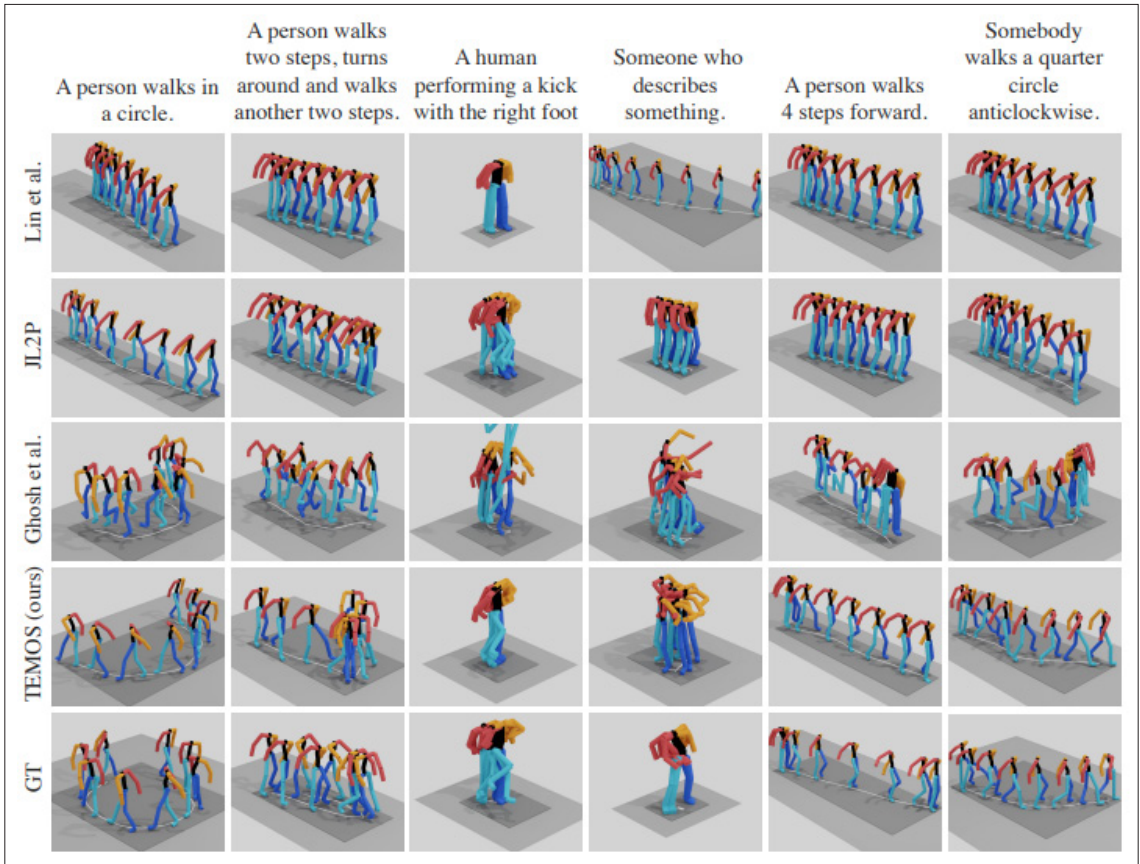 A person walks in
a circle.
A person walks
two steps, turns
around and walks
another two steps.
A human
performing a kick
with the right foot
Someone who
describes
something.
A person walks
4 steps forward.
Somebody
walks a quarter
circle
anticlockwise.
Lin et al.
JL2P
Ghosh et al.
TEMOS (ours)
GT